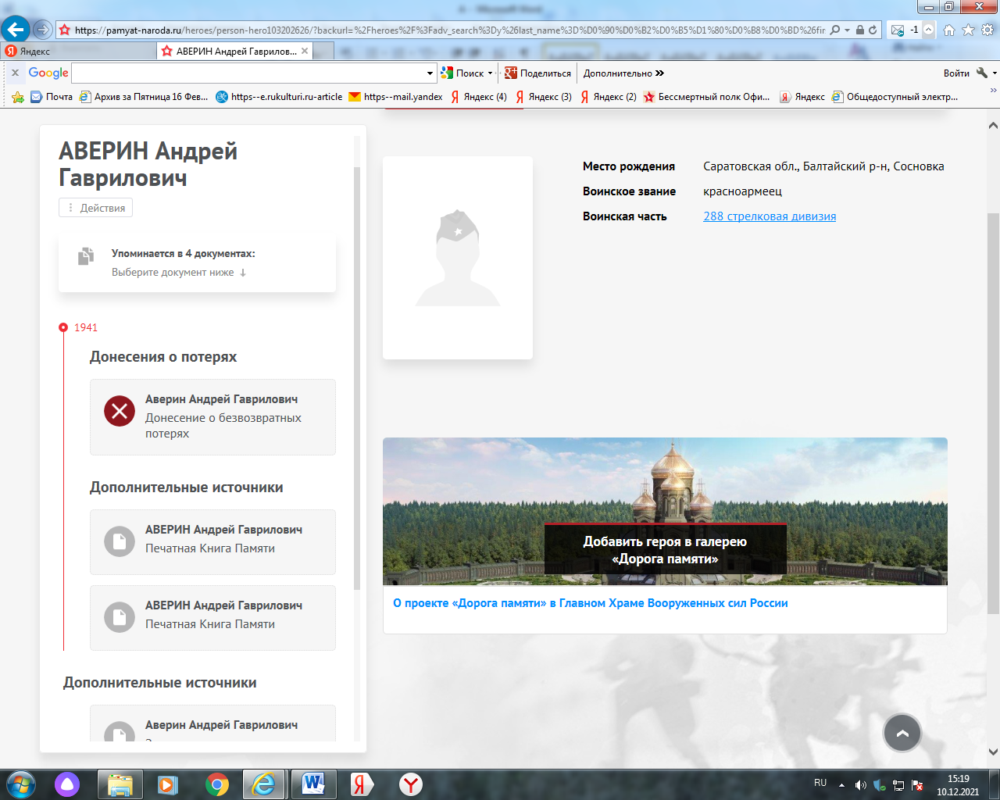 https://pamyat-naroda.ru/heroes/person-hero103202626/?backurl=%2Fheroes%2F%3Fadv_search%3Dy%26last_name%3D%D0%90%D0%B2%D0%B5%D1%80%D0%B8%D0%BD%26fir
-1
Яндекс
АВЕРИН Андрей Гаврилов...
Google
Поиск
Поделиться
Дополнительно
Войти
Почта
Архив за Пятница 16 Фев...
https--e.rukulturi.ru-article
https--mail.yandex
Яндекс (4)
Яндекс (3)
Яндекс (2)
Бессмертный полк Офи...
Яндекс
Общедоступный электр...
АВЕРИН Андрей
Гаврилович
Действия
Упоминается в 4 документах:
Выберите документ ниже ↓
1941
Донесения о потерях
Аверин Андрей Гаврилович
Донесение о безвозвратных
потерях
Дополнительные источники
АВЕРИН Андрей Гаврилович
Печатная Книга Памяти
АВЕРИН Андрей Гаврилович
Печатная Книга Памяти
Дополнительные источники
Аверин Андрей Гаврилович
Место рождения Саратовская обл., Балтайский р-н, Сосновка
Воинское звание красноармеец
Воинская часть 288 стрелковая дивизия
Добавить героя в галерею
«Дорога памяти»
О проекте «Дорога памяти» в Главном Храме Вооруженных сил России
RU
15:19
10.12.2021